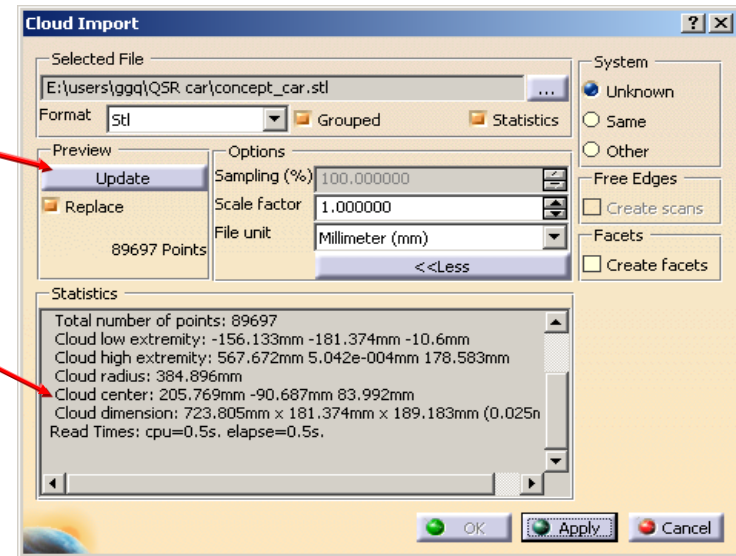 Cloud Import
Selected File
E:\users\ggq\QSR car\concept_car.stl ...
Format Stl Grouped Statistics
System
Unknown
Same
Other
Preview
Update
Replace
89697 Points
Options
Sampling (%) 100.000000
Scale factor 1.000000
File unit Millimeter (mm)
<<Less
Free Edges
Create scans
Facets
Create facets
Statistics
Total number of points: 89697
Cloud low extremity: -156.133mm -181.374mm -10.6mm
Cloud high extremity: 567.672mm 5.042e-004mm 178.583mm
Cloud radius: 384.896mm
Cloud center: 205.769mm -90.687mm 83.992mm
Cloud dimension: 723.805mm x 181.374mm x 189.183mm (0.025n
Read Times: cpu=0.5s. elapse=0.5s.
OK Apply Cancel